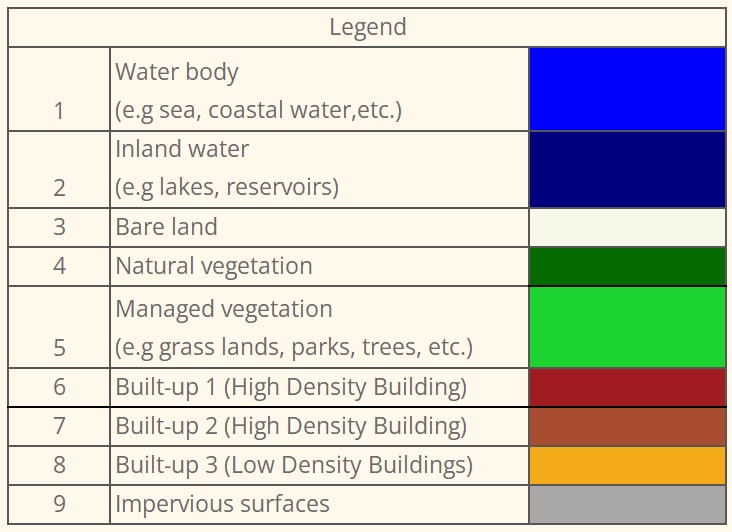 Legend
Water body
1 (e.g sea, coastal water,etc.)
Inland water
2 (e.g lakes, reservoirs)
3 Bare land
4 Natural vegetation
Managed vegetation
5 (e.g grass lands, parks, trees, etc.)
6 Built-up 1 (High Density Building)
7 Built-up 2 (High Density Building)
8 Built-up 3 (Low Density Buildings)
9 Impervious surfaces